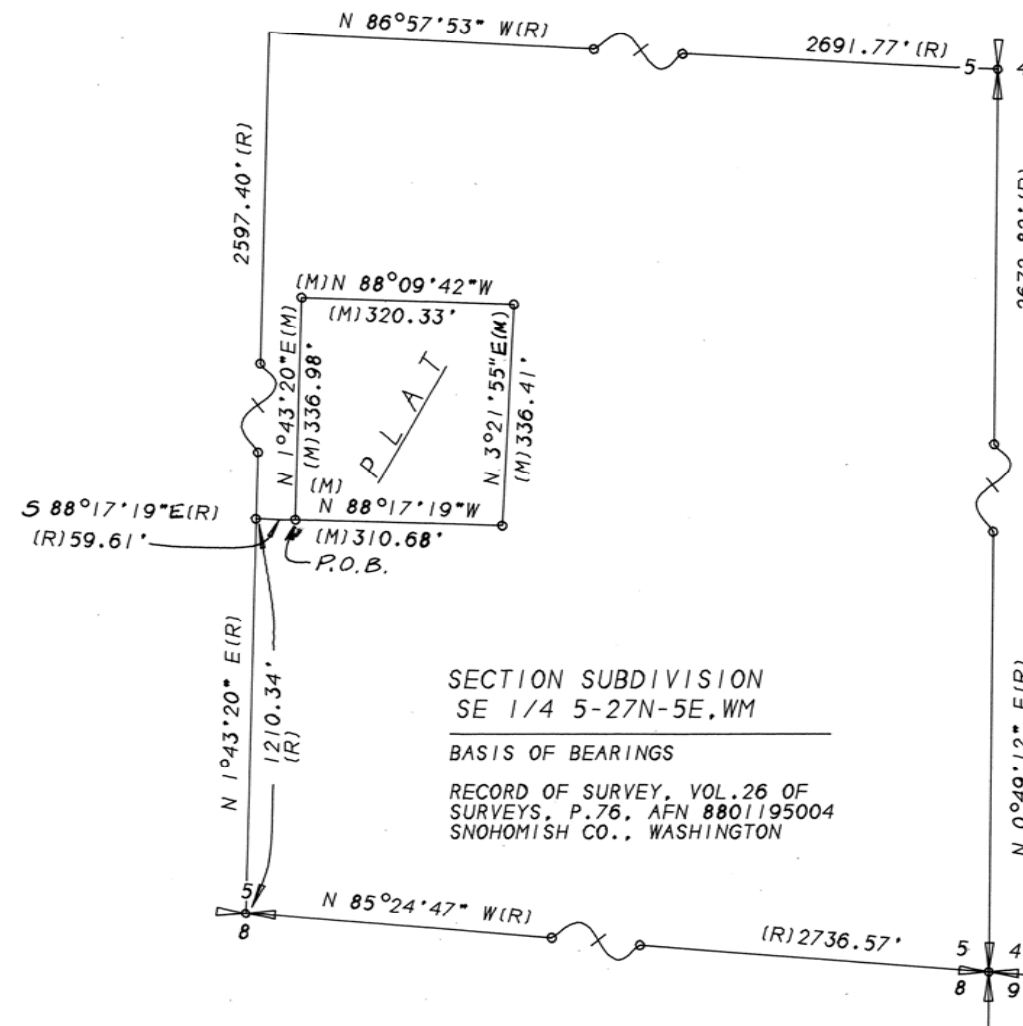 N 86°57'53" W(R)
2691.77'(R)
5
4
2597.40'(R)
(M)N 88°09'42"W
(M)320.33'
N 1°43'20"E(M)
(M)336.98'
PLAT
N 3°21'55"E(M)
(M)336.41'
(M)
N 88°17'19"W
(M)310.68'
P.O.B.
S 88°17'19"E(R)
(R)59.61'
N 1°43'20" E(R)
1210.34'
(R)
SECTION SUBDIVISION
SE 1/4 5-27N-5E,WM
BASIS OF BEARINGS
RECORD OF SURVEY, VOL.26 OF
SURVEYS, P.76, AFN 8801195004
SNOHOMISH CO., WASHINGTON
N 0°49'12" E(R)
5
8
N 85°24'47" W(R)
(R)2736.57'
5 4
8 9